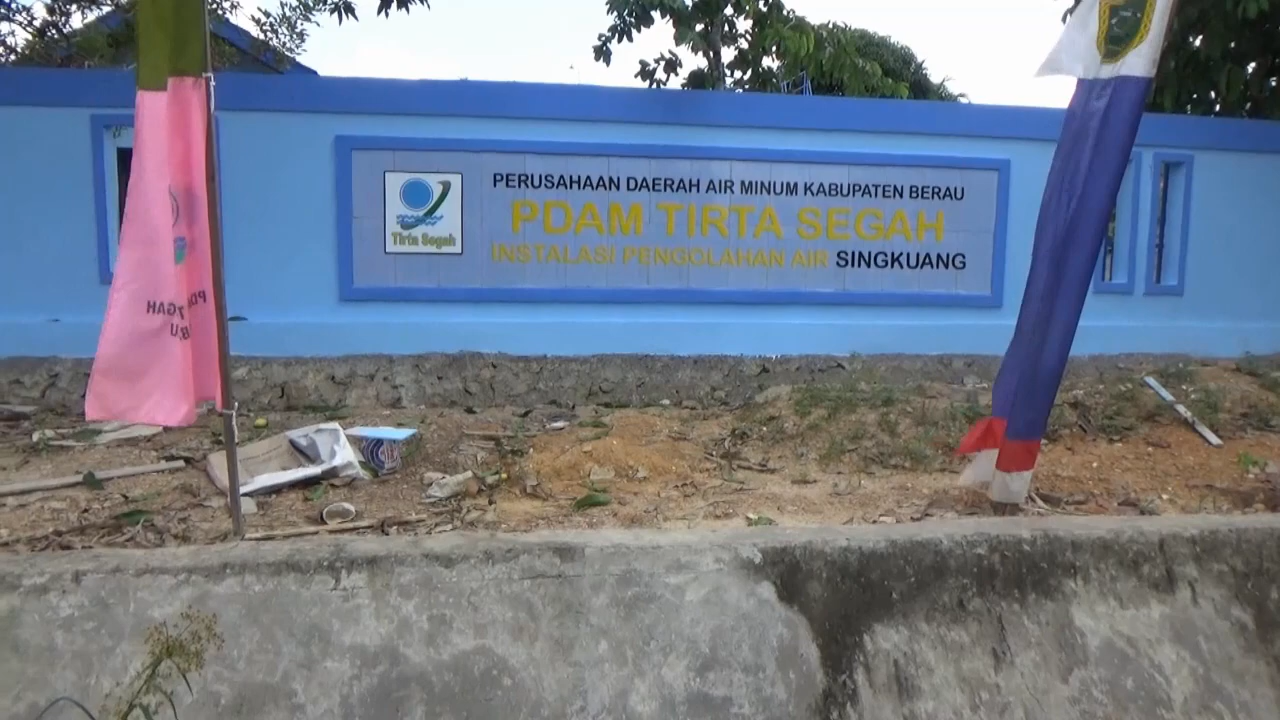 PERUSAHAAN DAERAH AIR MINUM KABUPATEN BERAU
PDAM TIRTA SEGAH
INSTALASI PENGOLAHAN AIR SINGKUANG
Tirta Segah